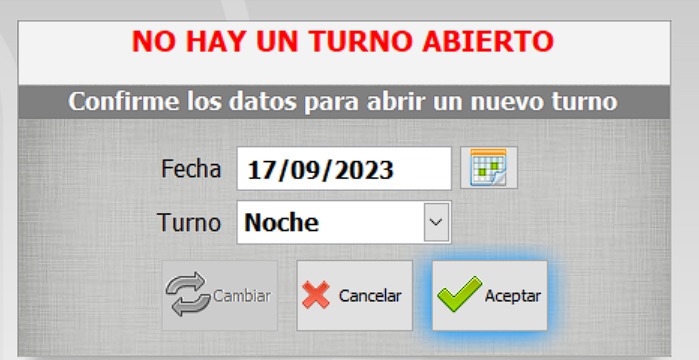 NO HAY UN TURNO ABIERTO
Confirme los datos para abrir un nuevo turno
Fecha 17/09/2023
Turno Noche
Cambiar Cancelar Aceptar